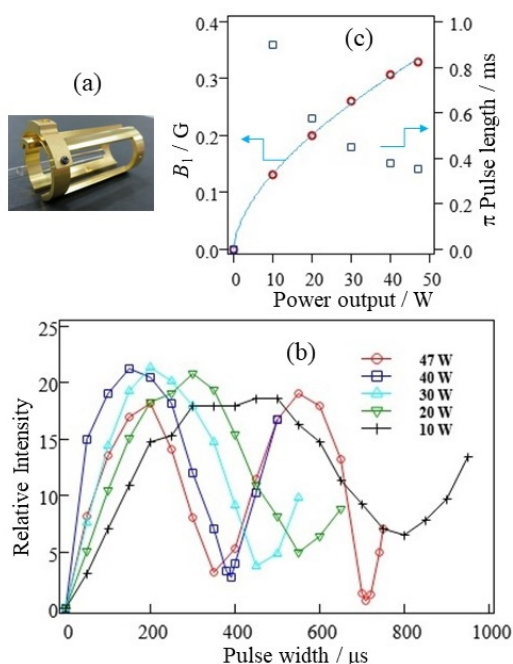 (a)
(c)
0.4
0.3
0.2
0.1
0.0
B₁ / G
1.0
0.8
0.6
0.4
0.2
0.0
π Pulse length / ms
0 10 20 30 40 50
Power output / W
(b)
25
20
15
10
5
0
Relative Intensity
47 W
40 W
30 W
20 W
10 W
0 200 400 600 800 1000
Pulse width / μs